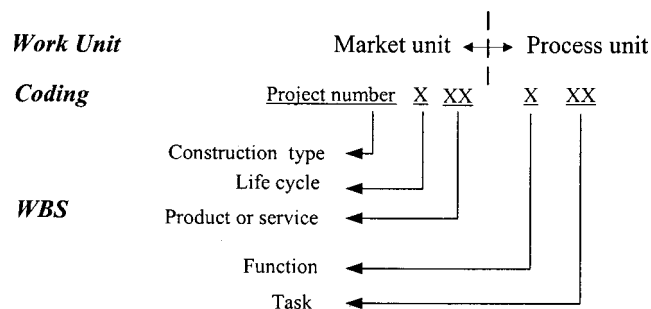 Work Unit Market unit Process unit
Coding Project number X XX X XX
Construction type
Life cycle
WBS Product or service
Function
Task